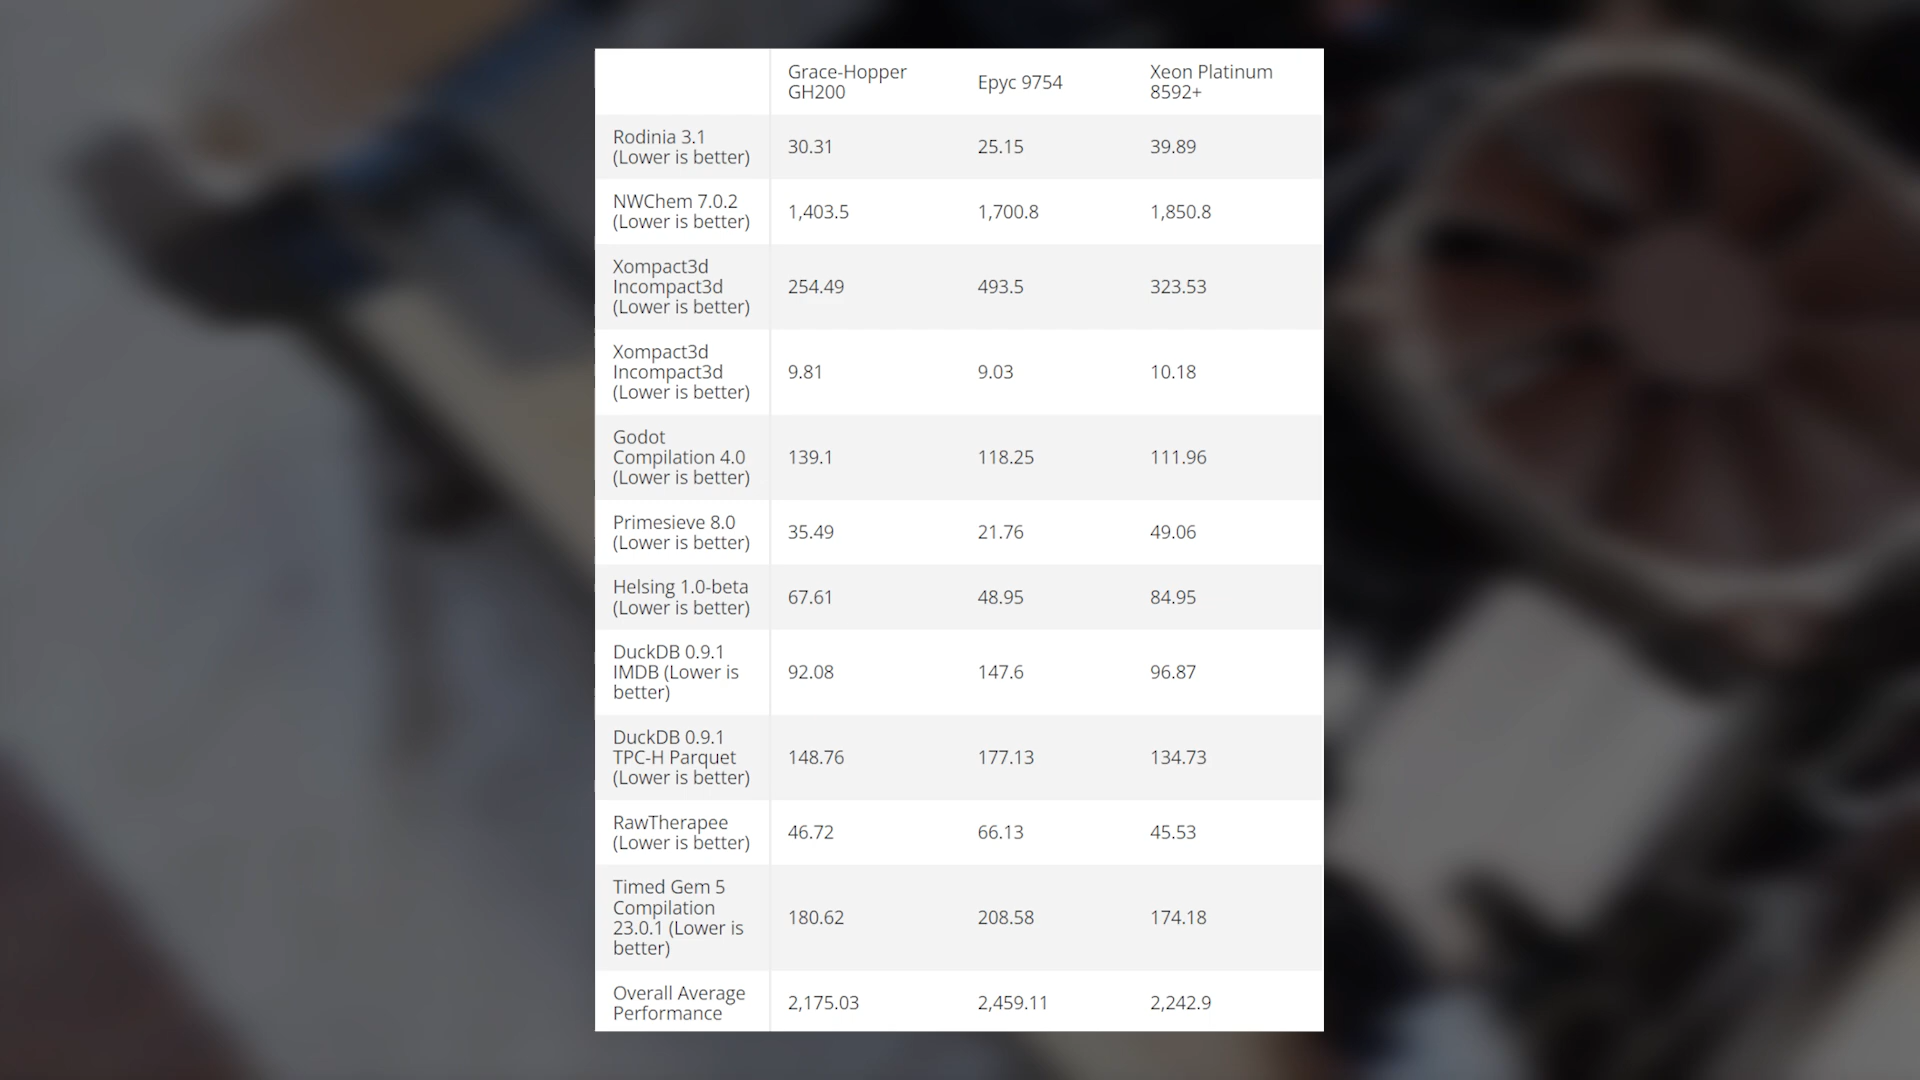 Grace-Hopper
GH200
Epyc 9754
Xeon Platinum
8592+
Rodinia 3.1
(Lower is better)
30.31
25.15
39.89
NWChem 7.0.2
(Lower is better)
1,403.5
1,700.8
1,850.8
Xompact3d
Incompact3d
(Lower is better)
254.49
493.5
323.53
Xompact3d
Incompact3d
(Lower is better)
9.81
9.03
10.18
Godot
Compilation 4.0
(Lower is better)
139.1
118.25
111.96
Primesieve 8.0
(Lower is better)
35.49
21.76
49.06
Helsing 1.0-beta
(Lower is better)
67.61
48.95
84.95
DuckDB 0.9.1
IMDB (Lower is
better)
92.08
147.6
96.87
DuckDB 0.9.1
TPC-H Parquet
(Lower is better)
148.76
177.13
134.73
RawTherapee
(Lower is better)
46.72
66.13
45.53
Timed Gem 5
Compilation
23.0.1 (Lower is
better)
180.62
208.58
174.18
Overall Average
Performance
2,175.03
2,459.11
2,242.9